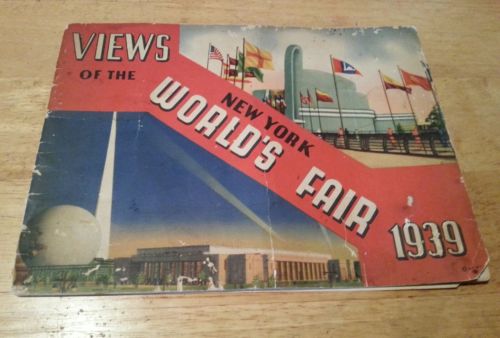 VIEWS
OF THE
NEW YORK
WORLD'S FAIR
1939